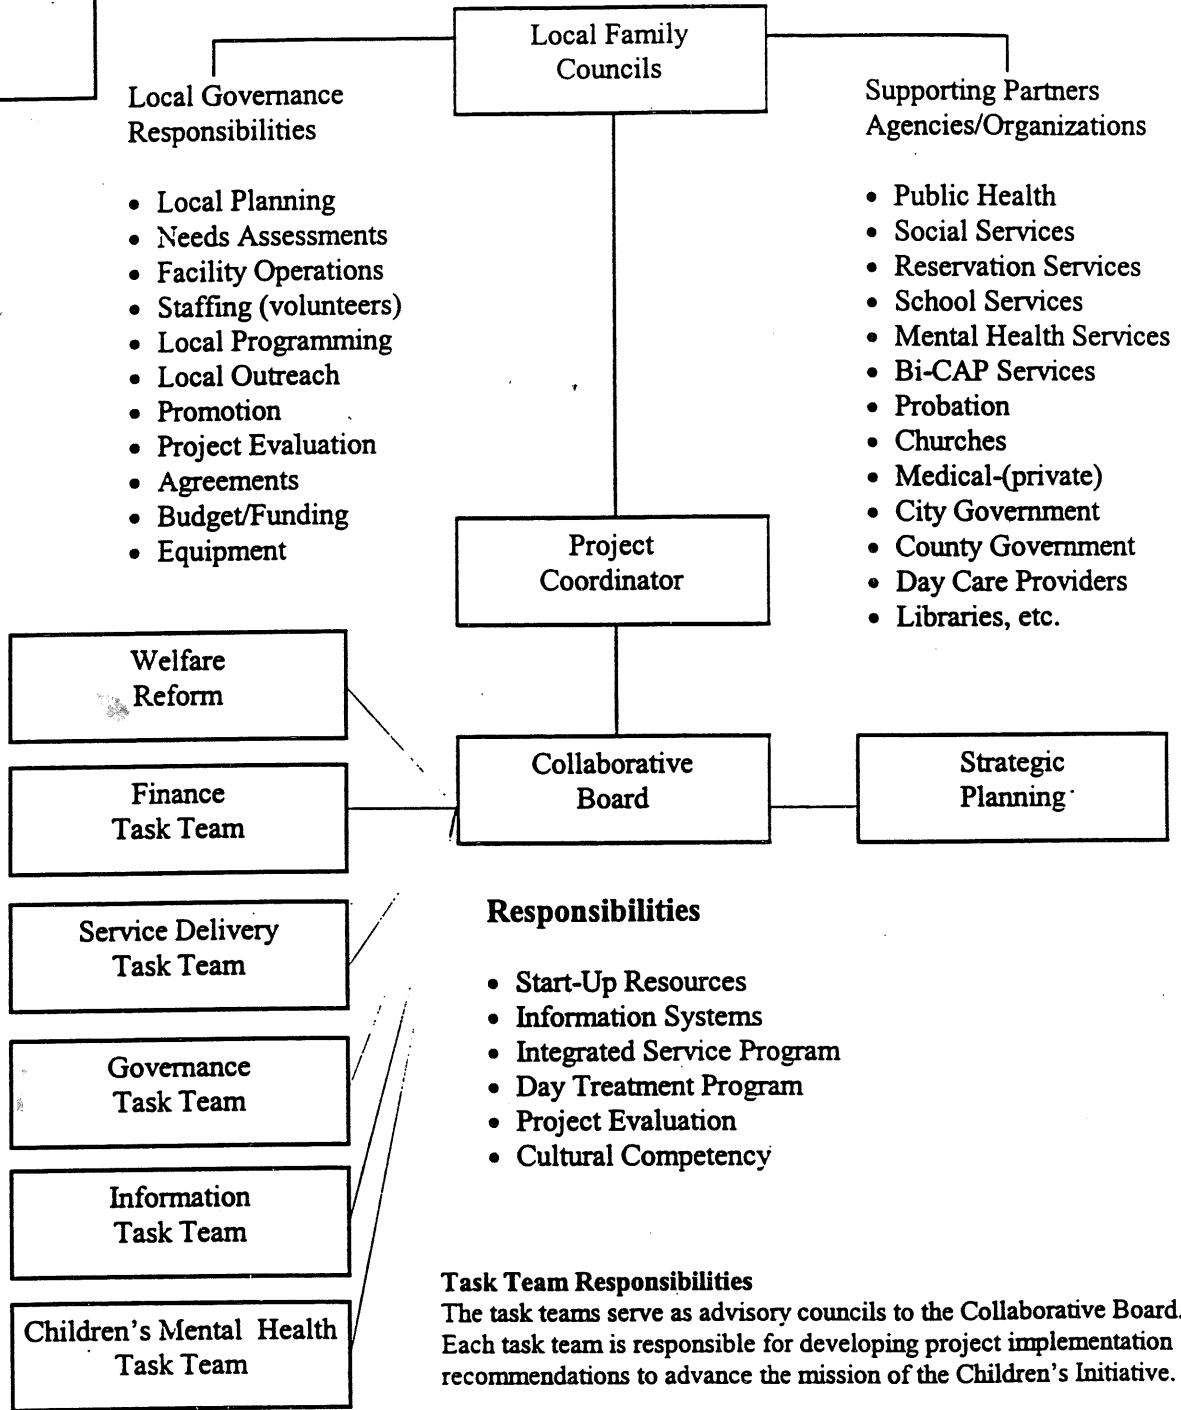 Local Family
Councils
Local Governance
Responsibilities
• Local Planning
• Needs Assessments
• Facility Operations
• Staffing (volunteers)
• Local Programming
• Local Outreach
• Promotion
• Project Evaluation
• Agreements
• Budget/Funding
• Equipment
Supporting Partners
Agencies/Organizations
• Public Health
• Social Services
• Reservation Services
• School Services
• Mental Health Services
• Bi-CAP Services
• Probation
• Churches
• Medical-(private)
• City Government
• County Government
• Day Care Providers
• Libraries, etc.
Project
Coordinator
Welfare
Reform
Finance
Task Team
Service Delivery
Task Team
Governance
Task Team
Information
Task Team
Children's Mental Health
Task Team
Collaborative
Board
Strategic
Planning
Responsibilities
• Start-Up Resources
• Information Systems
• Integrated Service Program
• Day Treatment Program
• Project Evaluation
• Cultural Competency
Task Team Responsibilities
The task teams serve as advisory councils to the Collaborative Board.
Each task team is responsible for developing project implementation
recommendations to advance the mission of the Children's Initiative.